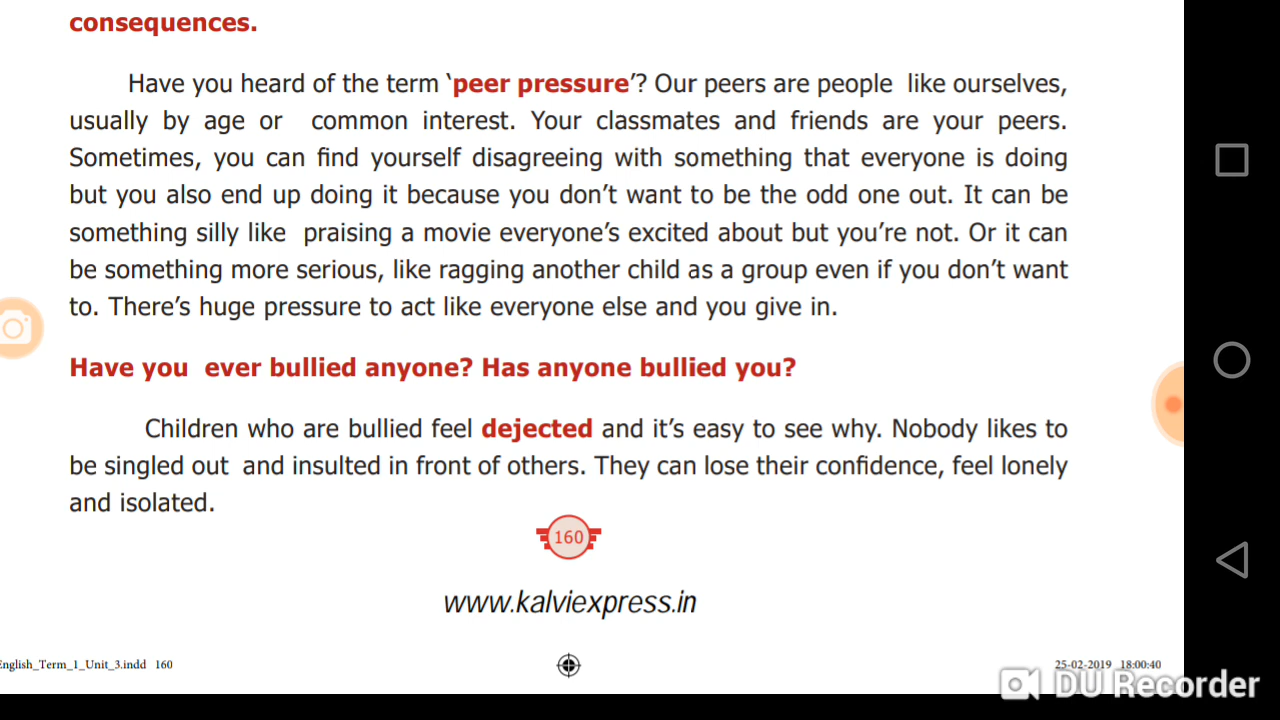 consequences.
Have you heard of the term ‘peer pressure’? Our peers are people like ourselves,
usually by age or common interest. Your classmates and friends are your peers.
Sometimes, you can find yourself disagreeing with something that everyone is doing
but you also end up doing it because you don’t want to be the odd one out. It can be
something silly like praising a movie everyone’s excited about but you’re not. Or it can
be something more serious, like ragging another child as a group even if you don’t want
to. There’s huge pressure to act like everyone else and you give in.
Have you ever bullied anyone? Has anyone bullied you?
Children who are bullied feel dejected and it’s easy to see why. Nobody likes to
be singled out and insulted in front of others. They can lose their confidence, feel lonely
and isolated.
160
www.kalviexpress.in
English_Term_1_Unit_3.indd 160
25-02-2019 18:00:40
DU Recorder